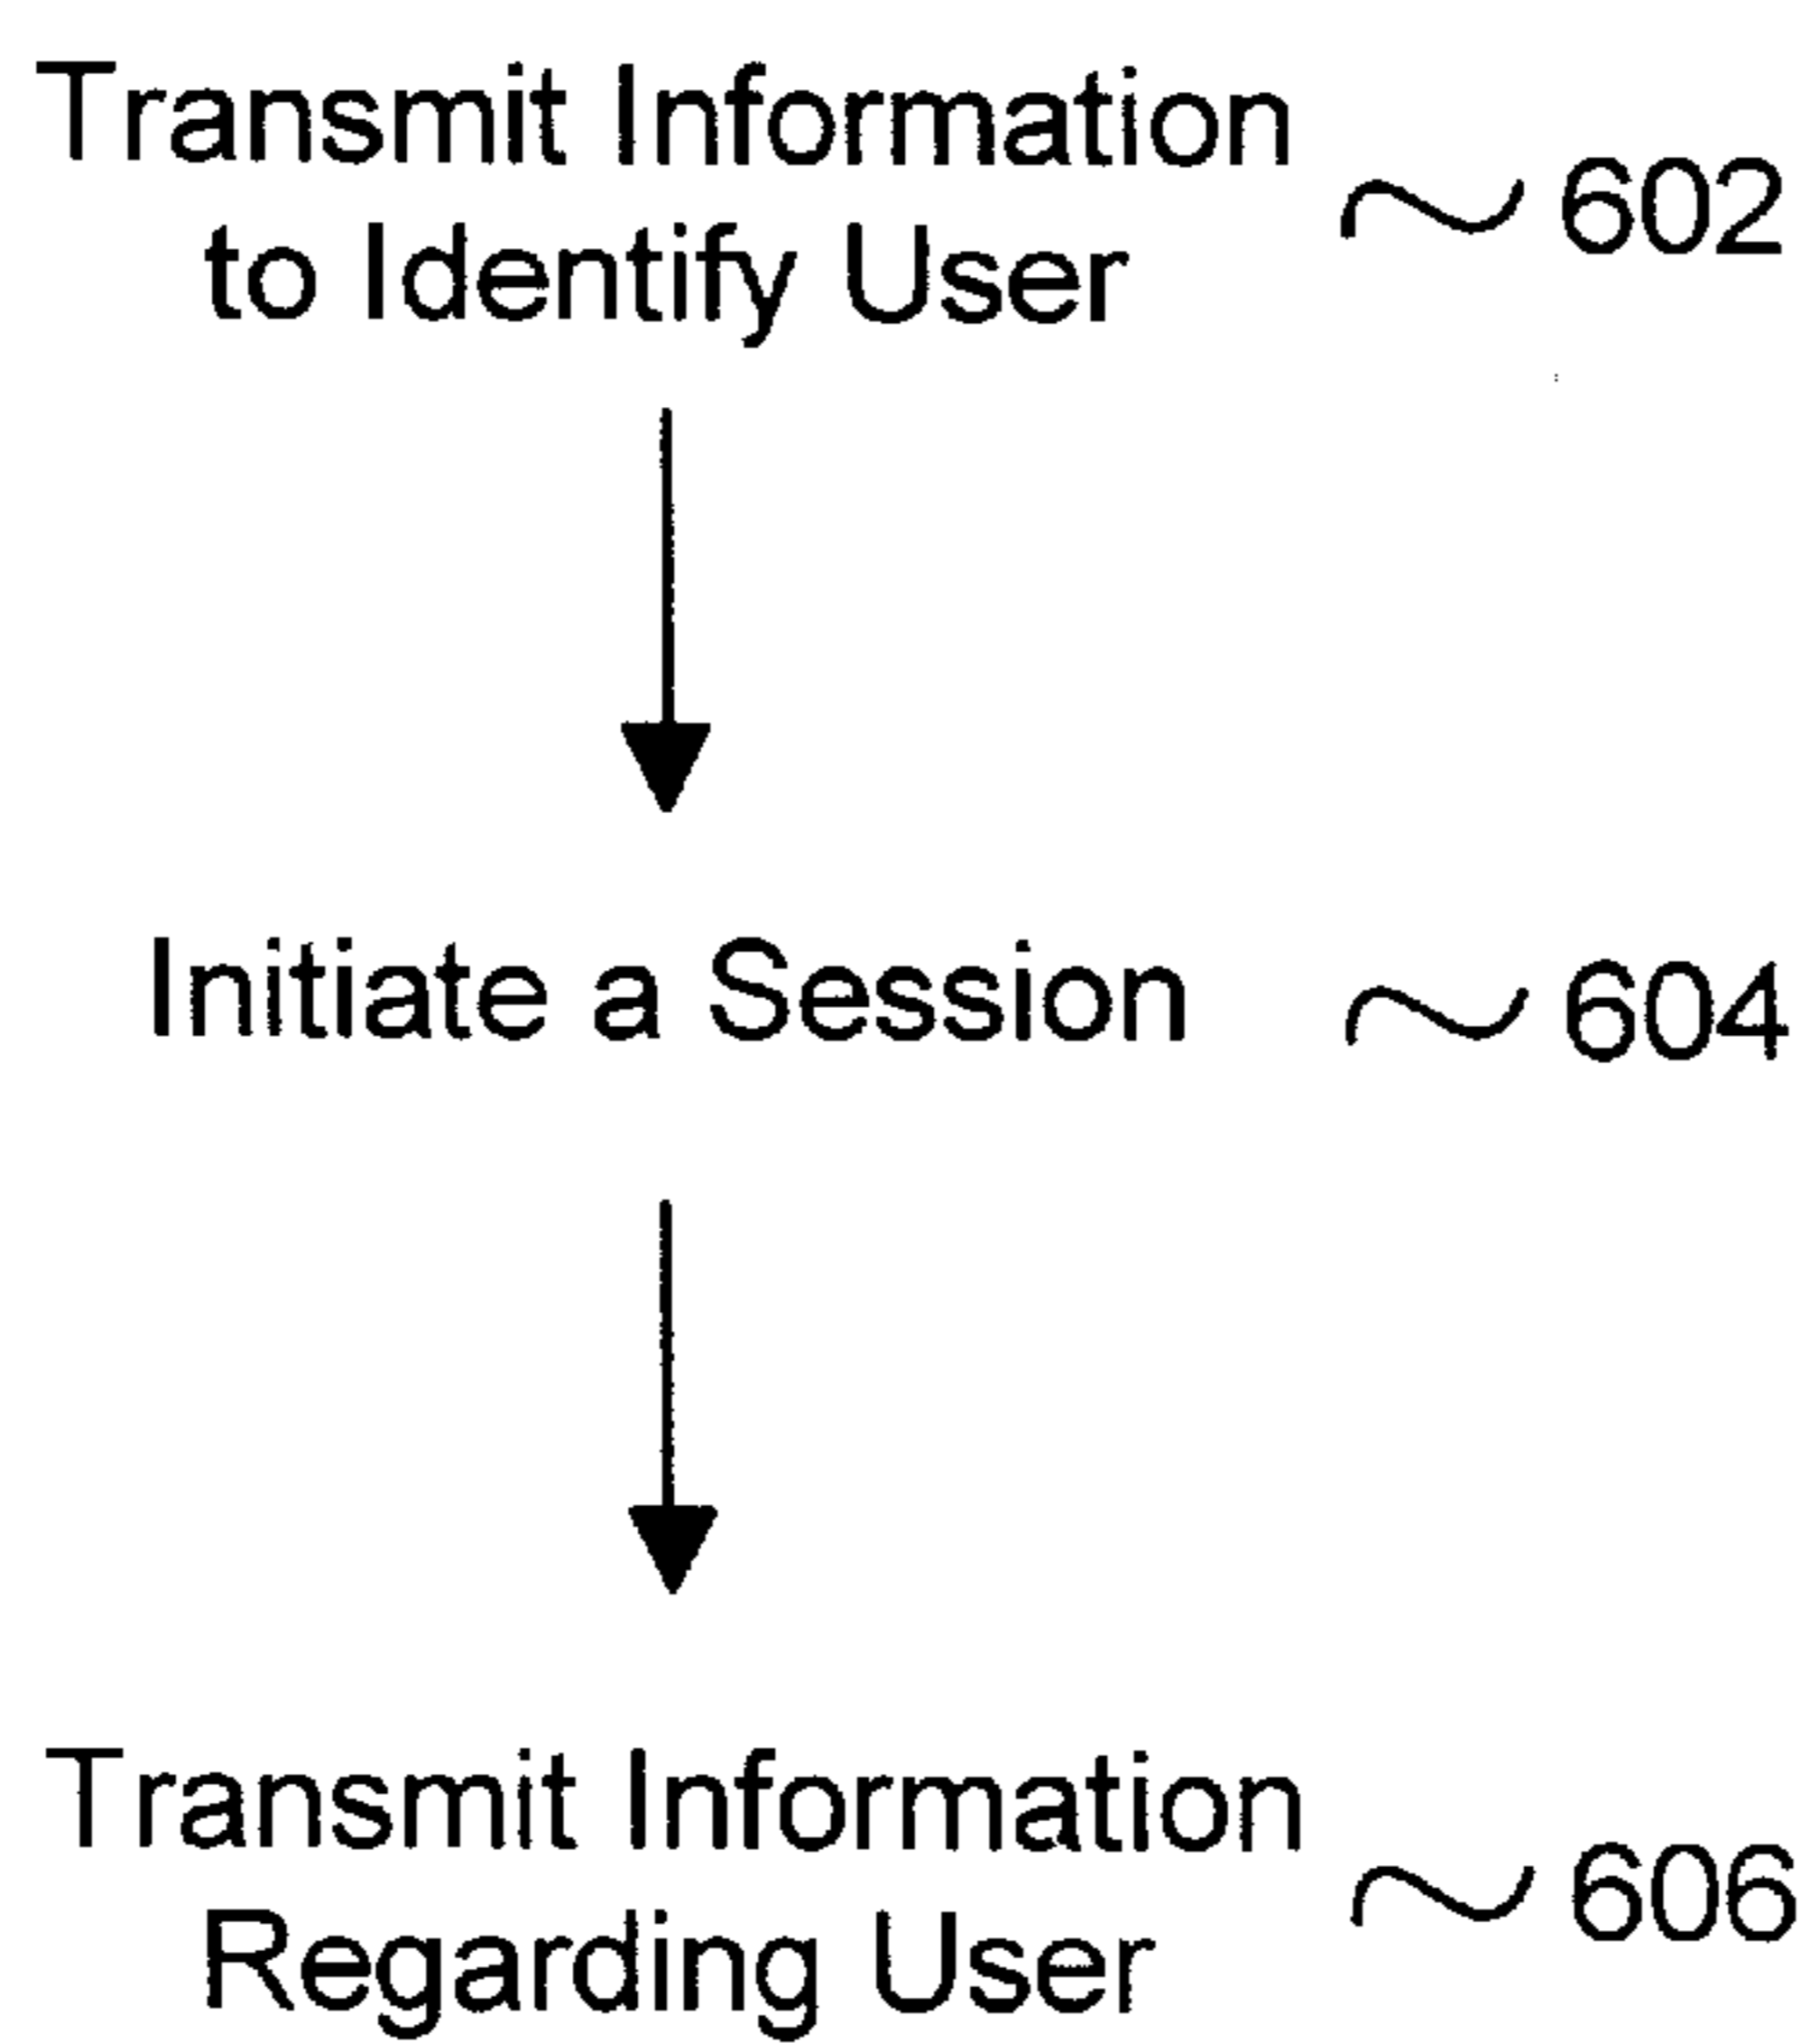 Transmit Information
to Identify User
~ 602
Initiate a Session ~ 604
Transmit Information
Regarding User
~ 606